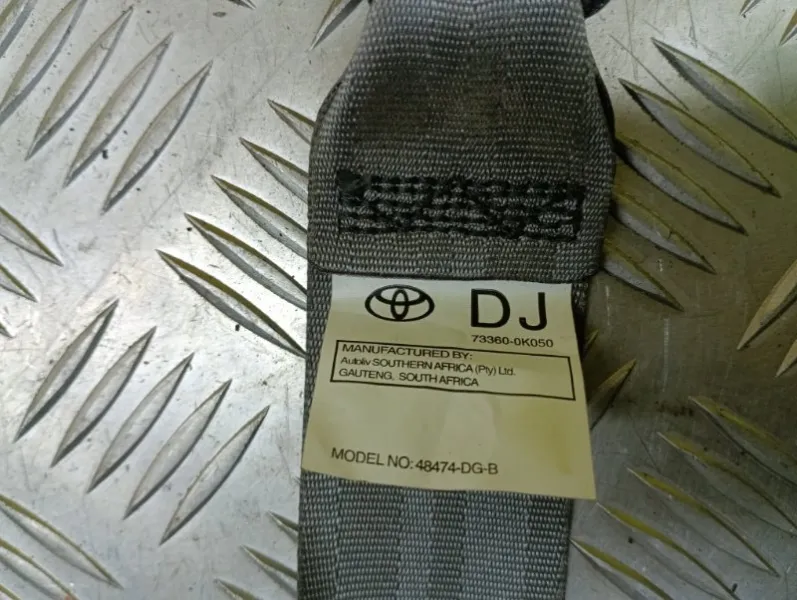 DJ
73360-0K050
MANUFACTURED BY:
Autoliv SOUTHERN AFRICA (Pty) Ltd.
GAUTENG, SOUTH AFRICA
MODEL NO: 48474-DG-B